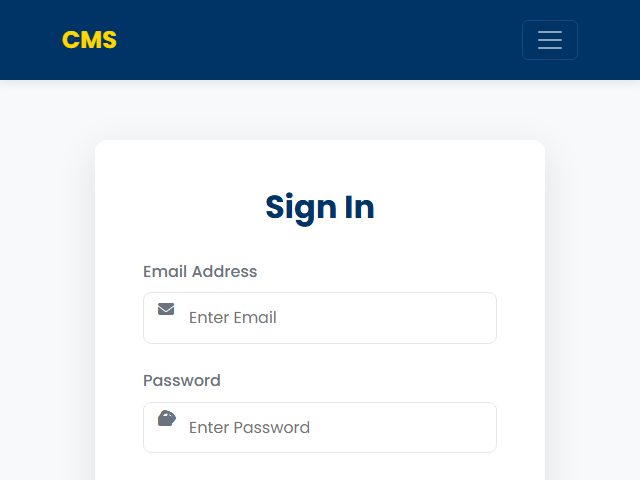 CMS
Sign In
Email Address
Enter Email
Password
Enter Password